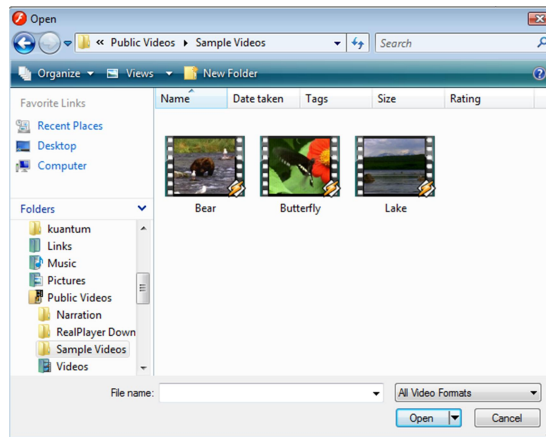 Open
« Public Videos ▸ Sample Videos
Search
Organize Views New Folder
Favorite Links
Recent Places
Desktop
Computer
Folders
kuantum
Links
Music
Pictures
Public Videos
Narration
RealPlayer Down
Sample Videos
Videos
Name Date taken Tags Size Rating
Bear Butterfly Lake
File name:
All Video Formats
Open Cancel